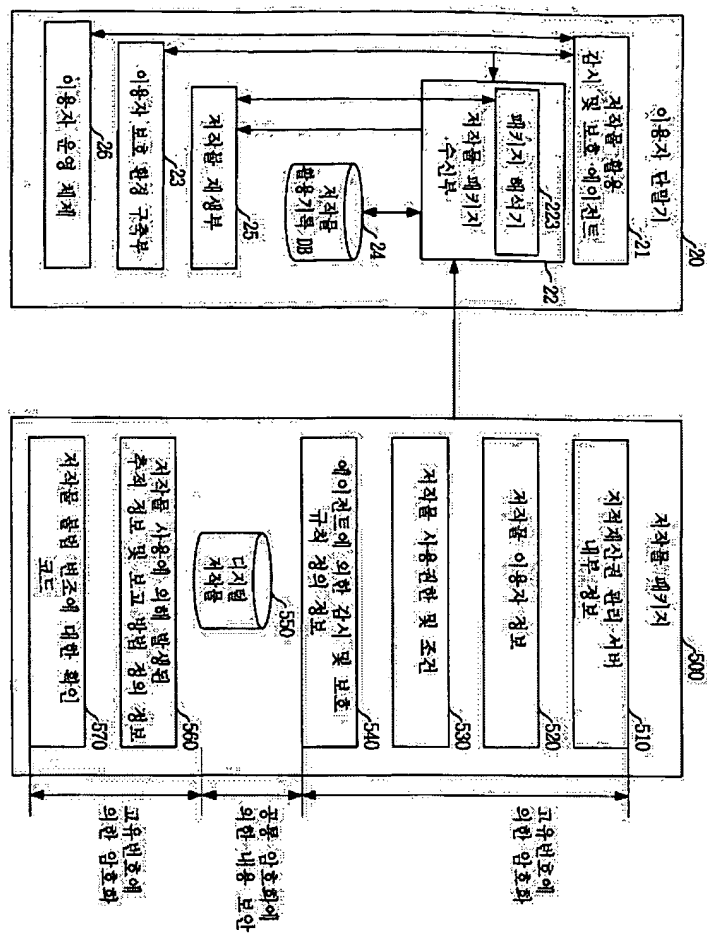 이용자 단말기
20
저작물 활용
감시 및 보호 에이전트
21
패키지 해석기
223
저작물 패키지
수신부
22
저작물
활용기록 DB
24
저작물 재생부
25
이용자 보호 환경 구축부
23
이용자 운영 체계
26
저작물 패키지
500
지적재산권 관리 서버
내부 정보
510
저작물 이용자 정보
520
저작물 사용권한 및 조건
530
에이전트에 의한 감시 및 보호
규칙 정의 정보
540
디지털
저작물
550
저작물 사용에 의해 발생된
추적 정보 및 보고 방법 정의 정보
560
저작물 불법 변조에 대한 확인
코드
570
고유번호에
의한 암호화
공용 암호화에
의한 내용 보안
고유번호에
의한 암호화